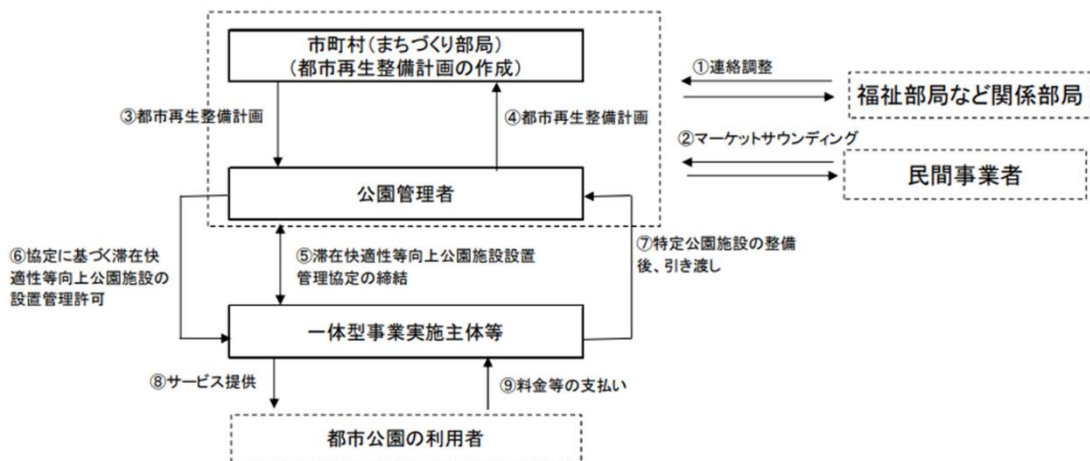 市町村(まちづくり部局)
(都市再生整備計画の作成)
①連絡調整
福祉部局など関係部局
③都市再生整備計画
④都市再生整備計画
②マーケットサウンディング
民間事業者
公園管理者
⑥協定に基づく滞在快
適性等向上公園施設の
設置管理許可
⑤滞在快適性等向上公園施設設置
管理協定の締結
⑦特定公園施設の整備
後、引き渡し
一体型事業実施主体等
⑧サービス提供
⑨料金等の支払い
都市公園の利用者